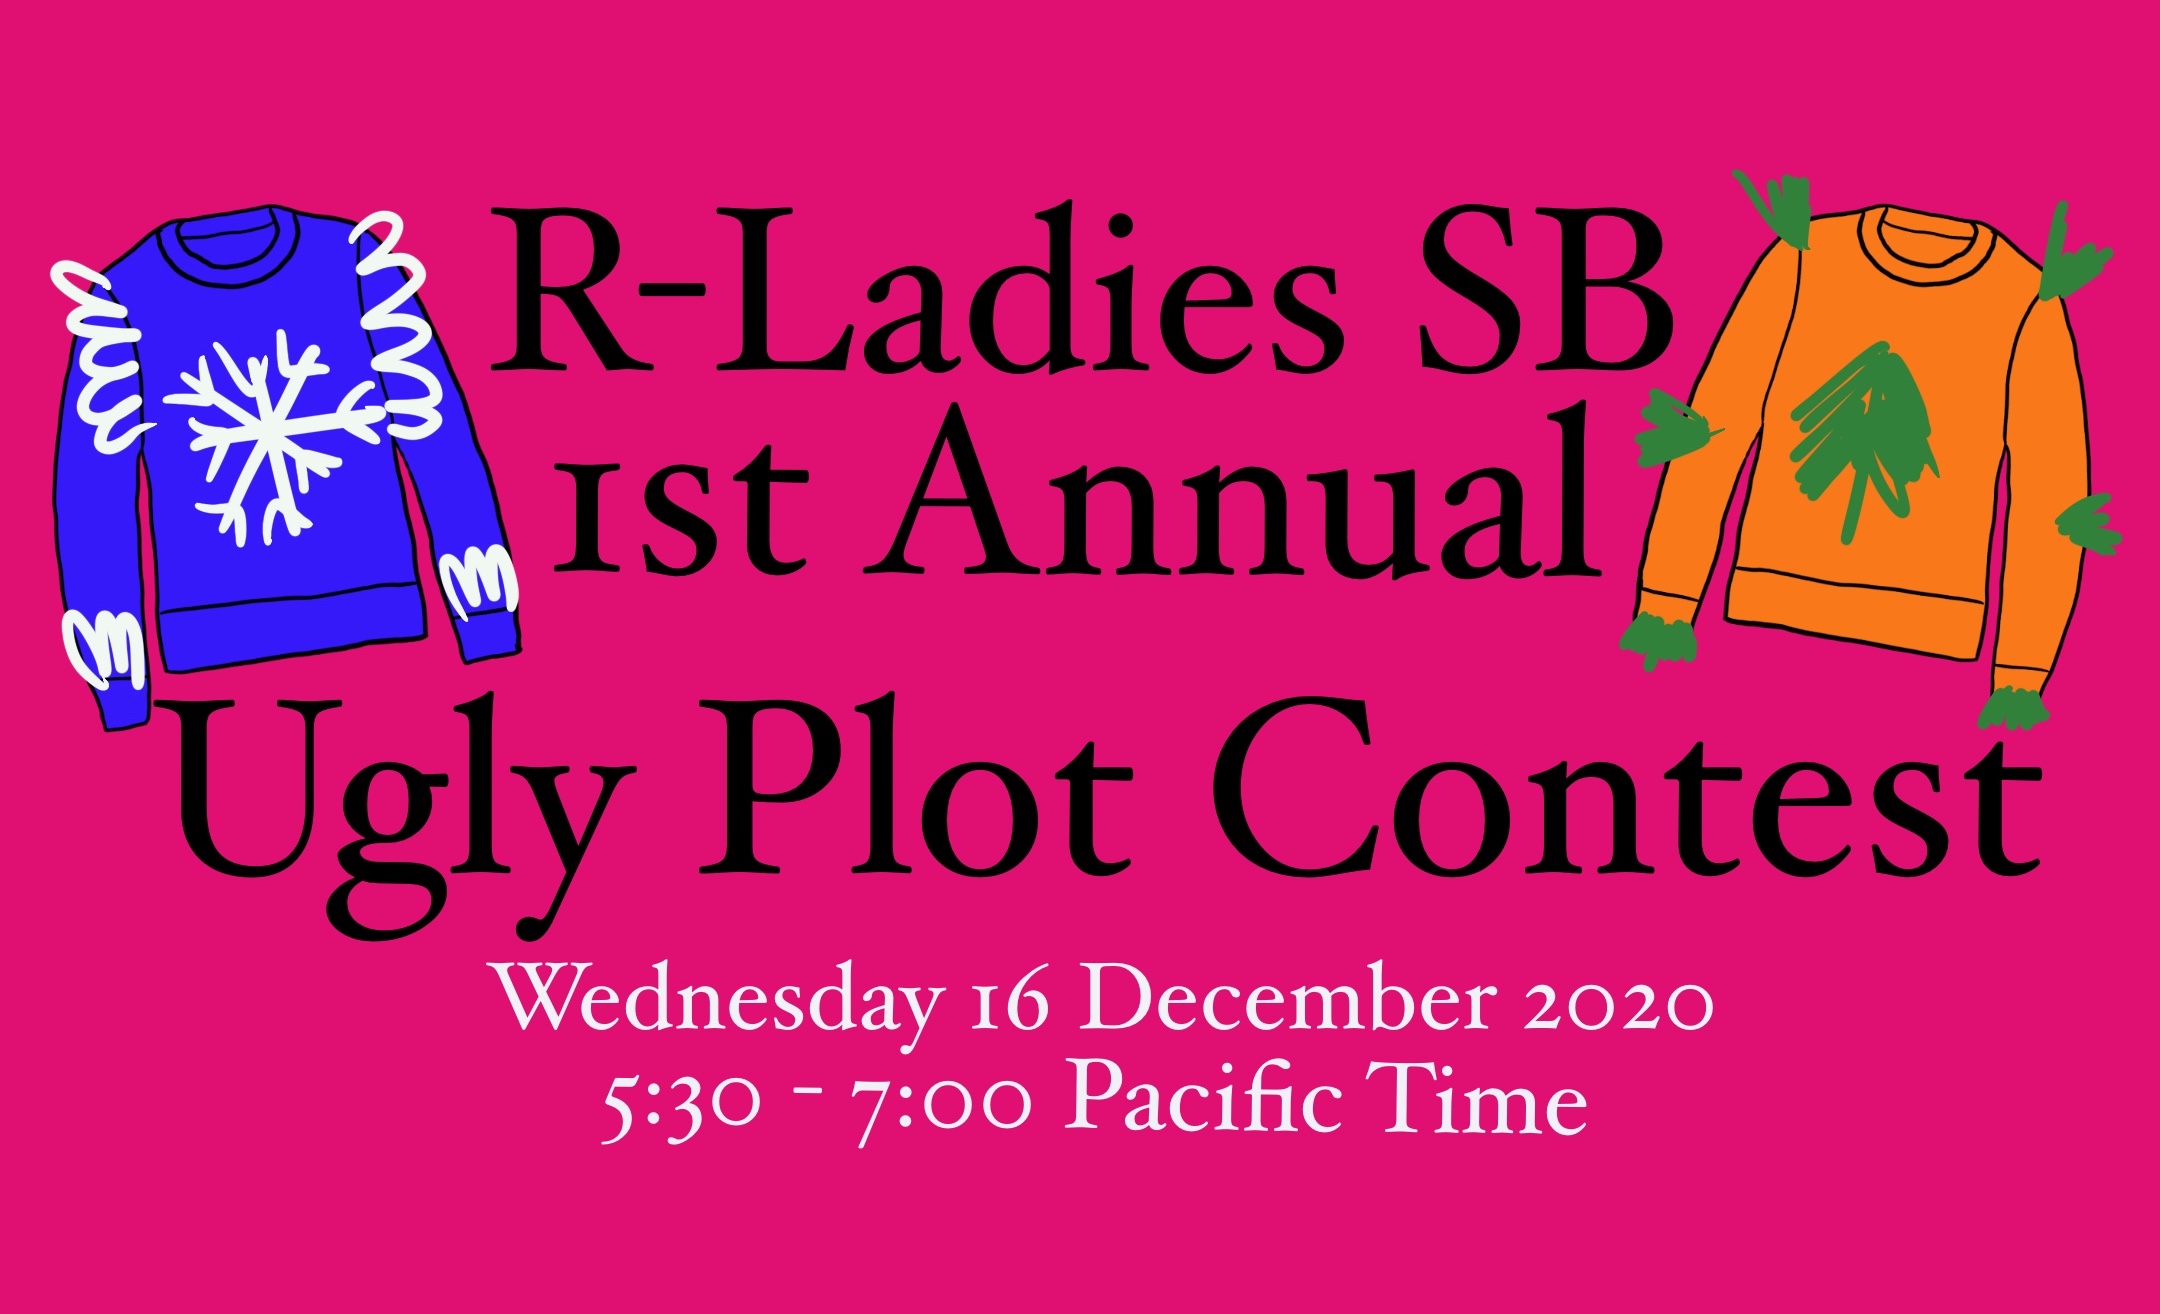 R-Ladies SB
1st Annual
Ugly Plot Contest
Wednesday 16 December 2020
5:30 - 7:00 Pacific Time